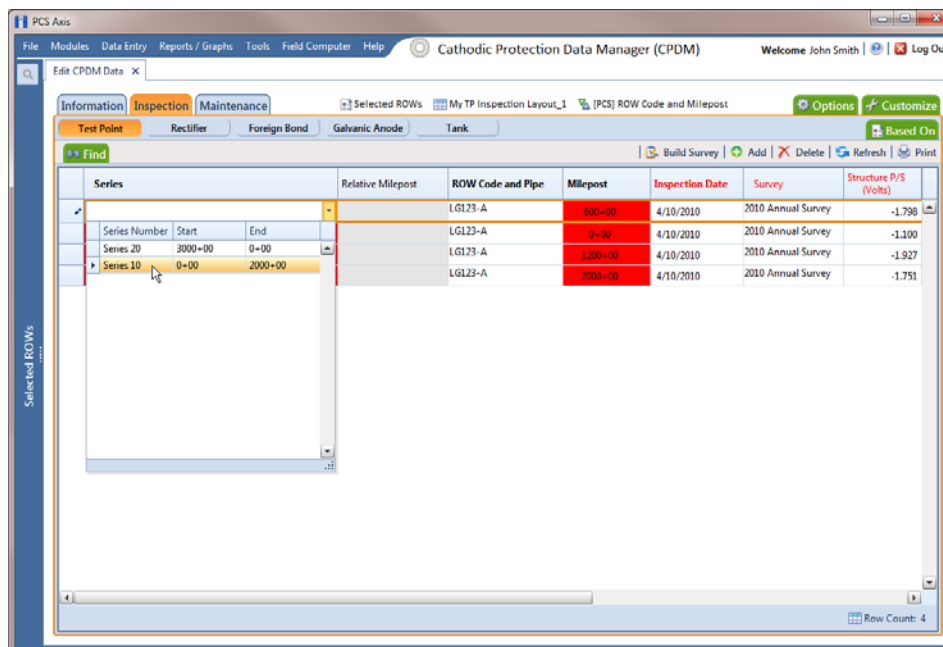 PCS Axis
File Modules Data Entry Reports / Graphs Tools Field Computer Help Cathodic Protection Data Manager (CPDM) Welcome John Smith Log Ou
Edit CPDM Data
Information Inspection Maintenance Selected ROWs My TP Inspection Layout_1 [PCS] ROW Code and Milepost Options Customize
Test Point Rectifier Foreign Bond Galvanic Anode Tank Based On
Find Build Survey Add Delete Refresh Print
Series Relative Milepost ROW Code and Pipe Milepost Inspection Date Survey Structure P/S (Volts)
LG123-A 600+00 4/10/2010 2010 Annual Survey -1.798
Series Number Start End LG123-A 0+00 4/10/2010 2010 Annual Survey -1.100
Series 20 3000+00 0+00 LG123-A 1200+00 4/10/2010 2010 Annual Survey -1.927
Series 10 0+00 2000+00 LG123-A 2000+00 4/10/2010 2010 Annual Survey -1.751
Selected ROWs
Row Count: 4